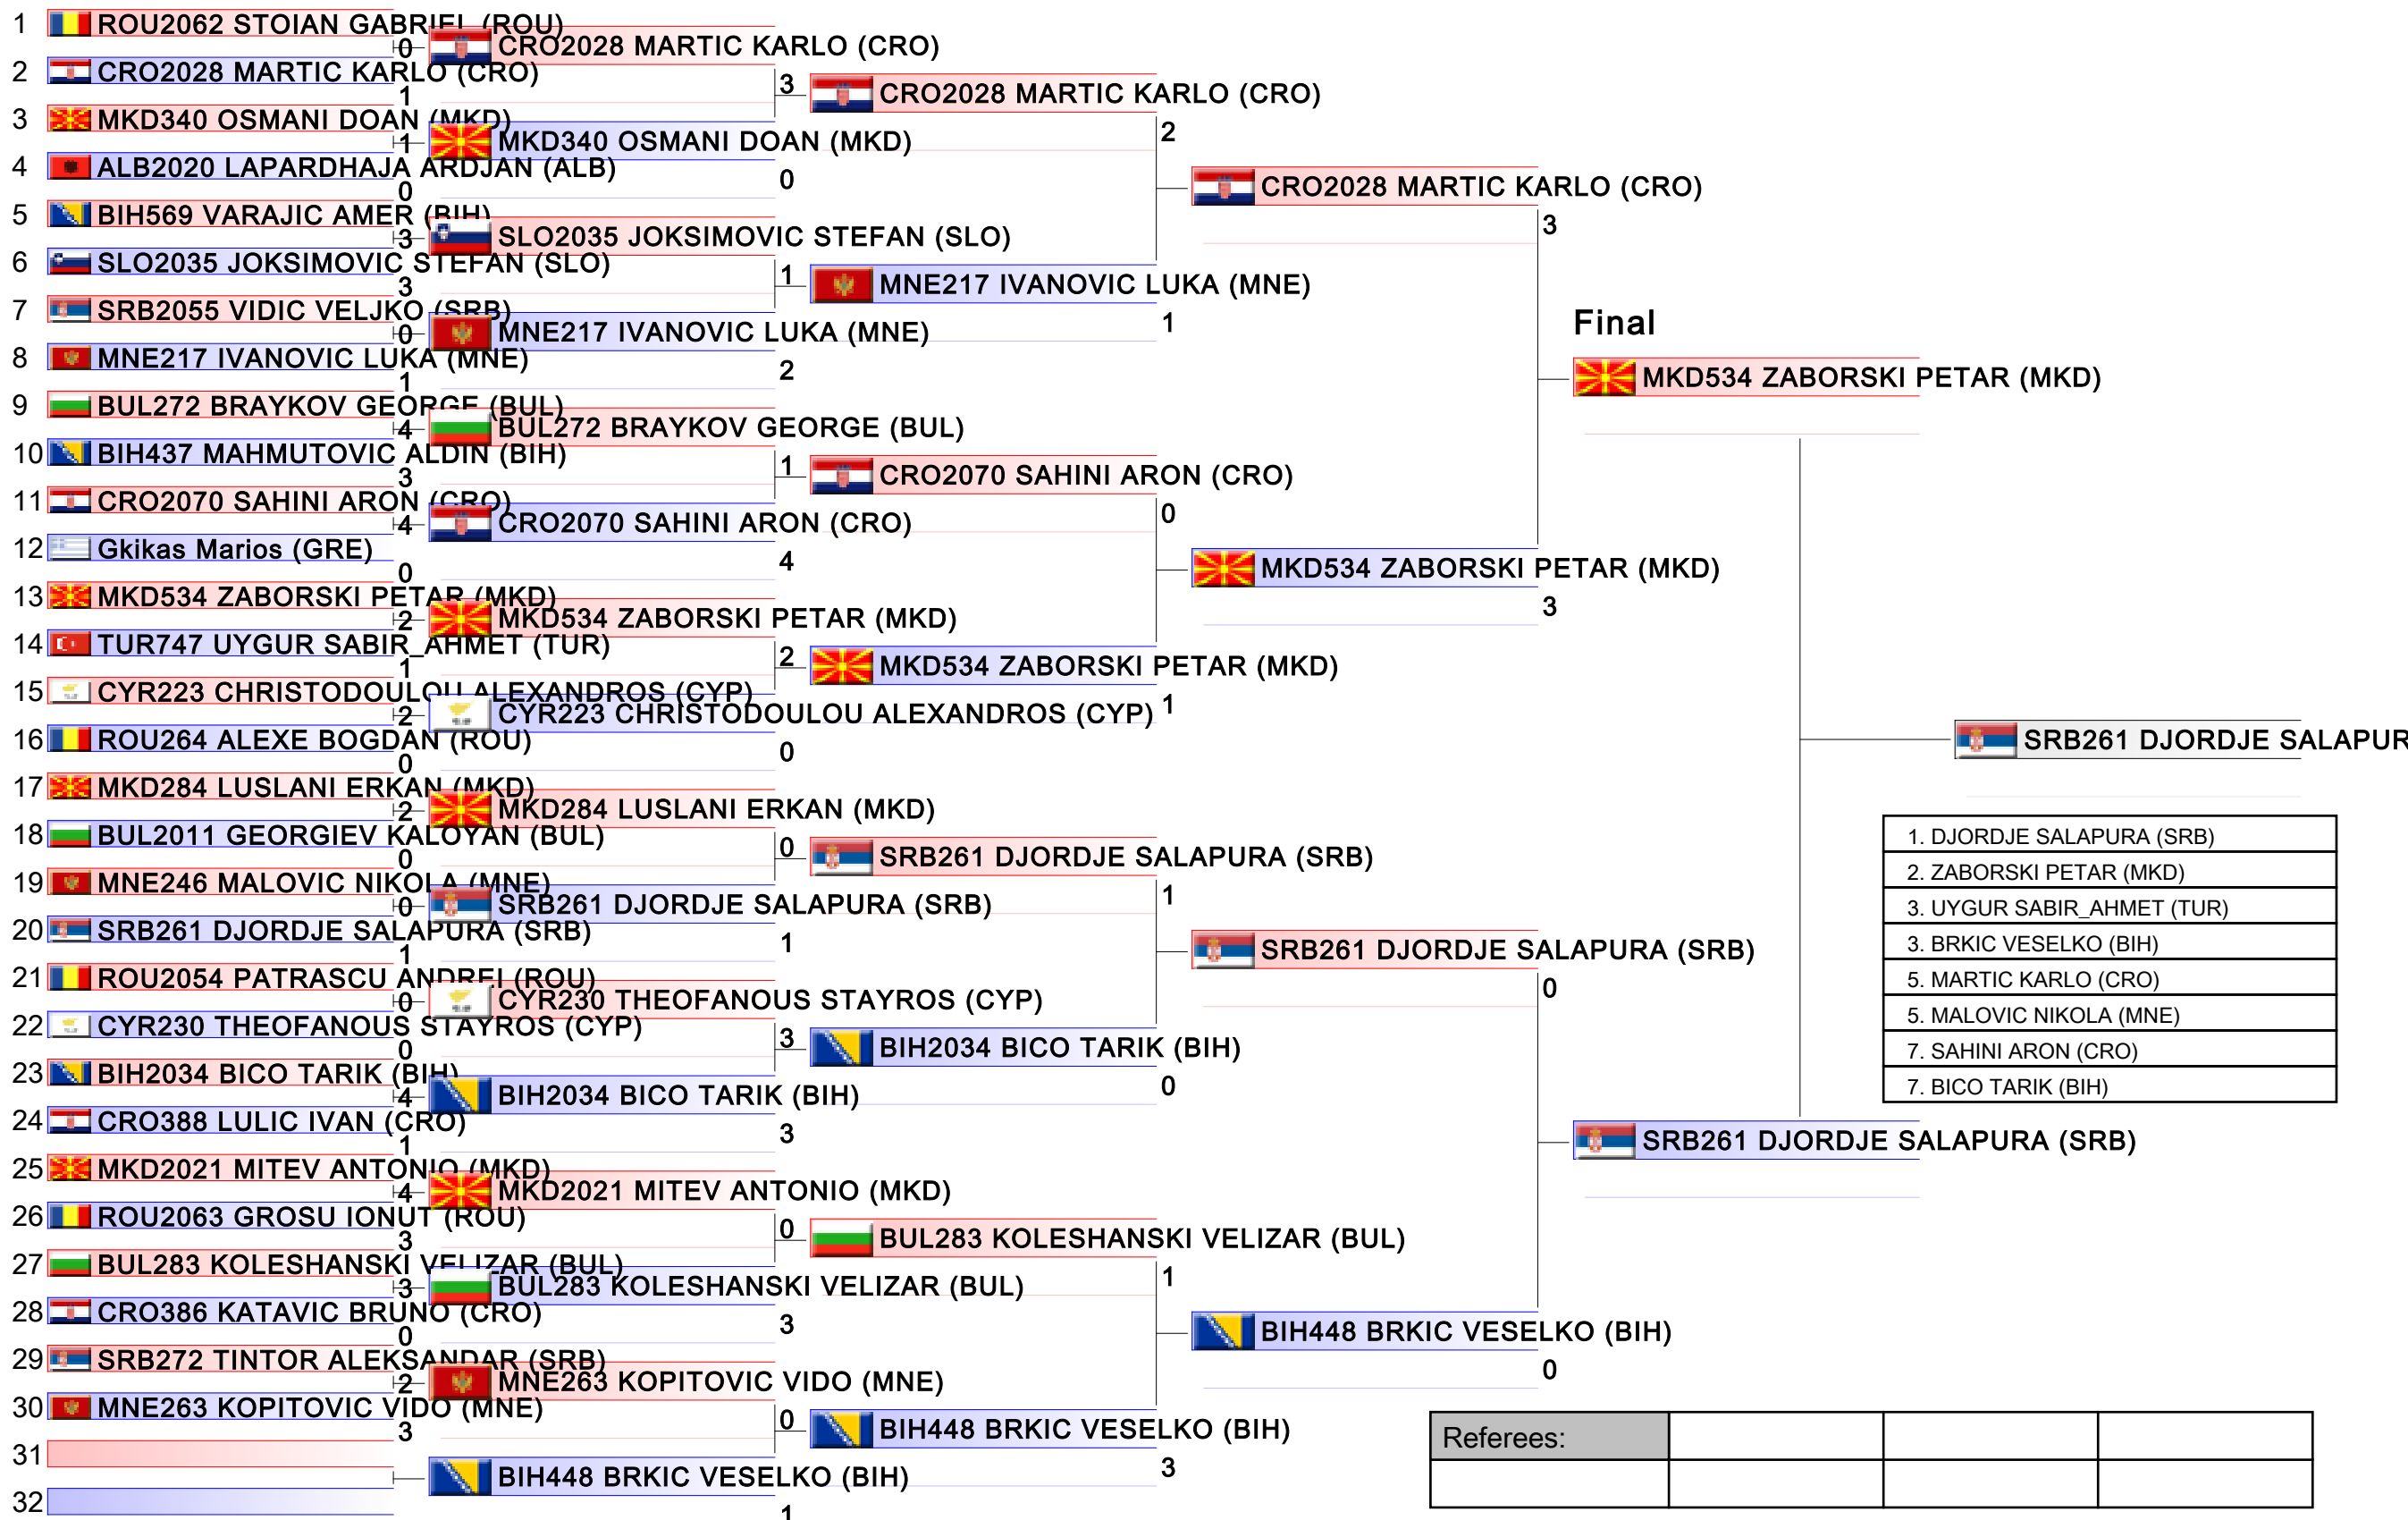 1 ROU2062 STOIAN GABRIEL (ROU)
0
2 CRO2028 MARTIC KARLO (CRO)
1
3 MKD340 OSMANI DOAN (MKD)
1
4 ALB2020 LAPARDHAJA ARDJAN (ALB)
0
5 BIH569 VARAJIC AMER (BIH)
3
6 SLO2035 JOKSIMOVIC STEFAN (SLO)
3
7 SRB2055 VIDIC VELJKO (SRB)
0
8 MNE217 IVANOVIC LUKA (MNE)
1
9 BUL272 BRAYKOV GEORGE (BUL)
4
10 BIH437 MAHMUTOVIC ALDIN (BIH)
3
11 CRO2070 SAHINI ARON (CRO)
4
12 Gkikas Marios (GRE)
0
13 MKD534 ZABORSKI PETAR (MKD)
2
14 TUR747 UYGUR SABIR_AHMET (TUR)
1
15 CYR223 CHRISTODOULOU ALEXANDROS (CYP)
2
16 ROU264 ALEXE BOGDAN (ROU)
0
17 MKD284 LUSLANI ERKAN (MKD)
2
18 BUL2011 GEORGIEV KALOYAN (BUL)
0
19 MNE246 MALOVIC NIKOLA (MNE)
0
20 SRB261 DJORDJE SALAPURA (SRB)
1
21 ROU2054 PATRASCU ANDREI (ROU)
0
22 CYR230 THEOFANOUS STAYROS (CYP)
0
23 BIH2034 BICO TARIK (BIH)
4
24 CRO388 LULIC IVAN (CRO)
1
25 MKD2021 MITEV ANTONIO (MKD)
4
26 ROU2063 GROSU IONUT (ROU)
3
27 BUL283 KOLESHANSKI VELIZAR (BUL)
3
28 CRO386 KATAVIC BRUNO (CRO)
0
29 SRB272 TINTOR ALEKSANDAR (SRB)
2
30 MNE263 KOPITOVIC VIDO (MNE)
3
31
32
CRO2028 MARTIC KARLO (CRO)
3
MKD340 OSMANI DOAN (MKD)
0
SLO2035 JOKSIMOVIC STEFAN (SLO)
1
MNE217 IVANOVIC LUKA (MNE)
2
BUL272 BRAYKOV GEORGE (BUL)
1
CRO2070 SAHINI ARON (CRO)
4
MKD534 ZABORSKI PETAR (MKD)
2
CYR223 CHRISTODOULOU ALEXANDROS (CYP)
0
MKD284 LUSLANI ERKAN (MKD)
0
SRB261 DJORDJE SALAPURA (SRB)
1
CYR230 THEOFANOUS STAYROS (CYP)
3
BIH2034 BICO TARIK (BIH)
3
MKD2021 MITEV ANTONIO (MKD)
0
BUL283 KOLESHANSKI VELIZAR (BUL)
3
MNE263 KOPITOVIC VIDO (MNE)
0
BIH448 BRKIC VESELKO (BIH)
1
CRO2028 MARTIC KARLO (CRO)
2
MNE217 IVANOVIC LUKA (MNE)
1
CRO2070 SAHINI ARON (CRO)
0
MKD534 ZABORSKI PETAR (MKD)
1
SRB261 DJORDJE SALAPURA (SRB)
1
BIH2034 BICO TARIK (BIH)
0
BUL283 KOLESHANSKI VELIZAR (BUL)
1
BIH448 BRKIC VESELKO (BIH)
3
CRO2028 MARTIC KARLO (CRO)
3
MKD534 ZABORSKI PETAR (MKD)
3
SRB261 DJORDJE SALAPURA (SRB)
0
BIH448 BRKIC VESELKO (BIH)
0
Final
MKD534 ZABORSKI PETAR (MKD)
SRB261 DJORDJE SALAPURA (SRB)
SRB261 DJORDJE SALAPUR
1. DJORDJE SALAPURA (SRB)
2. ZABORSKI PETAR (MKD)
3. UYGUR SABIR_AHMET (TUR)
3. BRKIC VESELKO (BIH)
5. MARTIC KARLO (CRO)
5. MALOVIC NIKOLA (MNE)
7. SAHINI ARON (CRO)
7. BICO TARIK (BIH)
Referees: